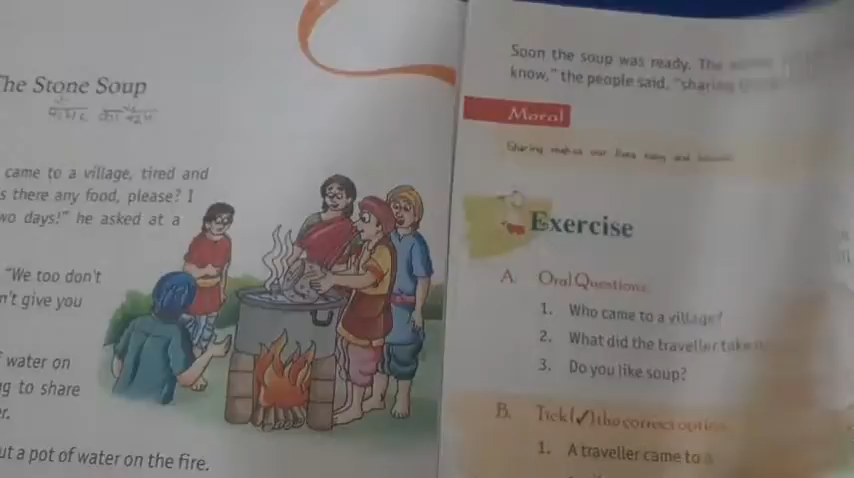 The Stone Soup
came to a village, tired and
s there any food, please? I
wo days!" he asked at a
"We too don't
n't give you
water on
g to share
r.
ut a pot of water on the fire.
Soon the soup was ready. The
know," the people said, "sharing
Moral
Sharing makes our lives easy and
Exercise
A. Oral Questions
1. Who came to a village?
2. What did the traveller take
3. Do you like soup?
B. Tick (✓) the correct option
1. A traveller came to a